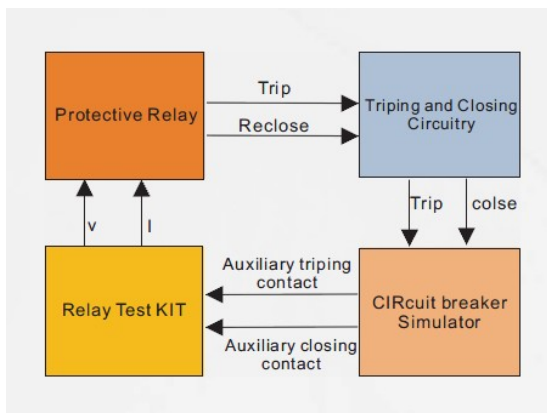 Protective Relay
Trip
Reclose
Triping and Closing
Circuitry
Trip
colse
v
I
Relay Test KIT
Auxiliary triping
contact
Auxiliary closing
contact
CIRcuit breaker
Simulator